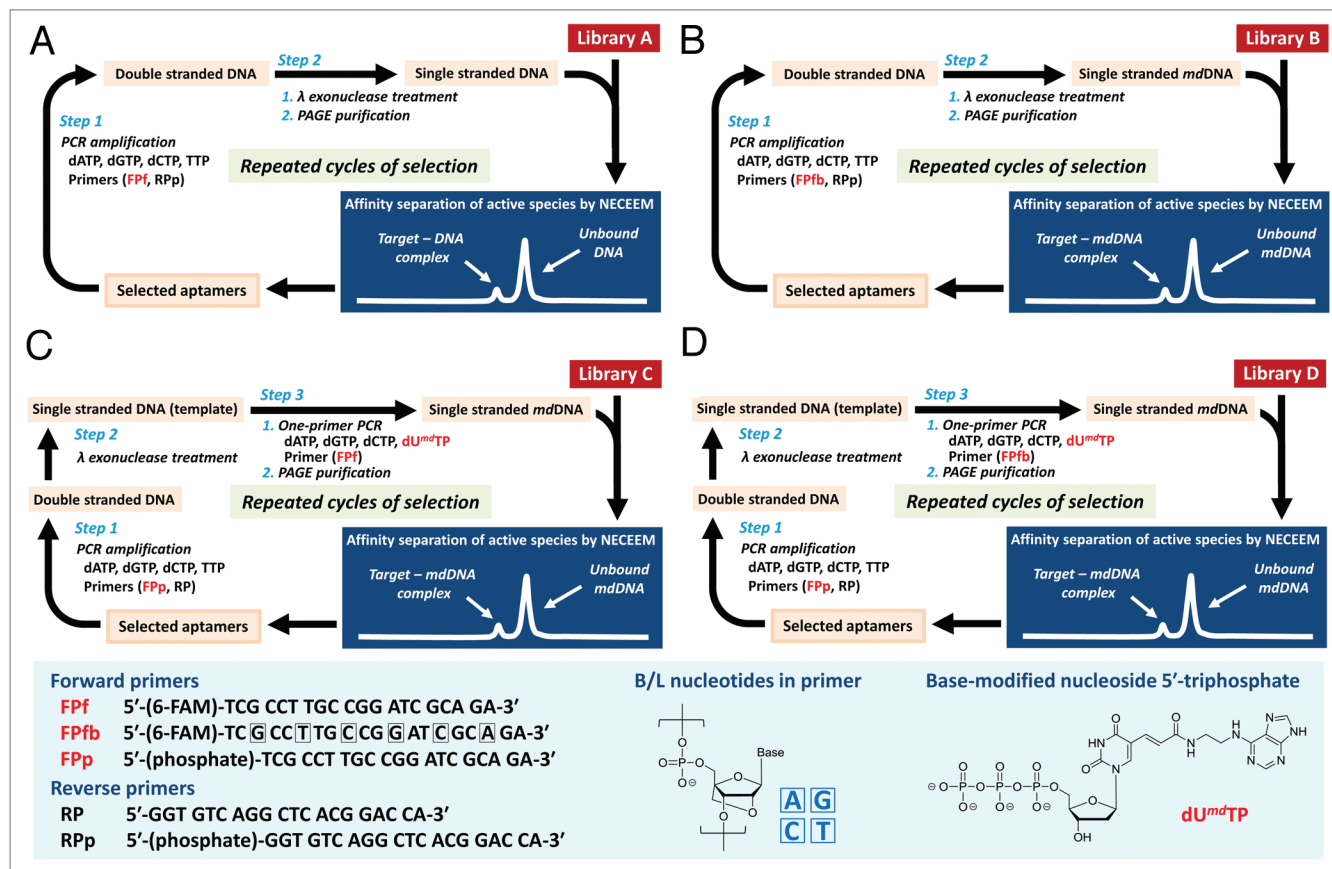 A
Library A
Double stranded DNA
Step 2
Single stranded DNA
1. λ exonuclease treatment
2. PAGE purification
Step 1
PCR amplification
dATP, dGTP, dCTP, TTP
Primers (FPf, RPp)
Repeated cycles of selection
Affinity separation of active species by NECEEM
Target – DNA
complex
Unbound
DNA
Selected aptamers
B
Library B
Double stranded DNA
Step 2
Single stranded mdDNA
1. λ exonuclease treatment
2. PAGE purification
Step 1
PCR amplification
dATP, dGTP, dCTP, TTP
Primers (FPfb, RPp)
Repeated cycles of selection
Affinity separation of active species by NECEEM
Target – mdDNA
complex
Unbound
mdDNA
Selected aptamers
C
Library C
Single stranded DNA (template)
Step 3
Single stranded mdDNA
1. One-primer PCR
dATP, dGTP, dCTP, dUmdTP
Primer (FPf)
2. PAGE purification
Step 2
λ exonuclease treatment
Double stranded DNA
Repeated cycles of selection
Step 1
PCR amplification
dATP, dGTP, dCTP, TTP
Primers (FPp, RP)
Affinity separation of active species by NECEEM
Target – mdDNA
complex
Unbound
mdDNA
Selected aptamers
D
Library D
Single stranded DNA (template)
Step 3
Single stranded mdDNA
1. One-primer PCR
dATP, dGTP, dCTP, dUmdTP
Primer (FPfb)
2. PAGE purification
Step 2
λ exonuclease treatment
Double stranded DNA
Repeated cycles of selection
Step 1
PCR amplification
dATP, dGTP, dCTP, TTP
Primers (FPp, RP)
Affinity separation of active species by NECEEM
Target – mdDNA
complex
Unbound
mdDNA
Selected aptamers
Forward primers
FPf 5′-(6-FAM)-TCG CCT TGC CGG ATC GCA GA-3′
FPfb 5′-(6-FAM)-TC G CC T TG C CG G AT C GC A GA-3′
FPp 5′-(phosphate)-TCG CCT TGC CGG ATC GCA GA-3′
Reverse primers
RP 5′-GGT GTC AGG CTC ACG GAC CA-3′
RPp 5′-(phosphate)-GGT GTC AGG CTC ACG GAC CA-3′
B/L nucleotides in primer
O
O P O
O
Base
O
O O
A G
C T
Base-modified nucleoside 5′-triphosphate
O O
HN N H N H
O N
N N
N NH
O O O
O P O P O P O
O O O
O
OH
dUmdTP